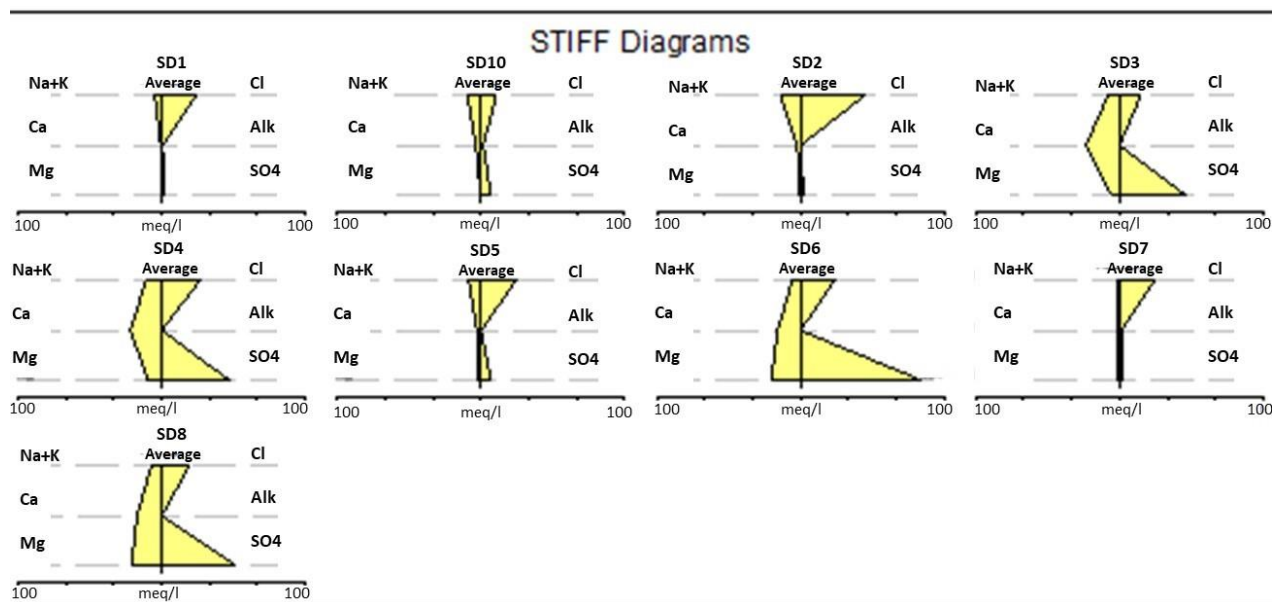 STIFF Diagrams
SD1
Na+K Average Cl
Ca Alk
Mg SO4
100 meq/l 100
SD10
Na+K Average Cl
Ca Alk
Mg SO4
100 meq/l 100
SD2
Na+K Average Cl
Ca Alk
Mg SO4
100 meq/l 100
SD3
Na+K Average Cl
Ca Alk
Mg SO4
100 meq/l 100
SD4
Na+K Average Cl
Ca Alk
Mg SO4
100 meq/l 100
SD5
Na+K Average Cl
Ca Alk
Mg SO4
100 meq/l 100
SD6
Na+K Average Cl
Ca Alk
Mg SO4
100 meq/l 100
SD7
Na+K Average Cl
Ca Alk
Mg SO4
100 meq/l 100
SD8
Na+K Average Cl
Ca Alk
Mg SO4
100 meq/l 100